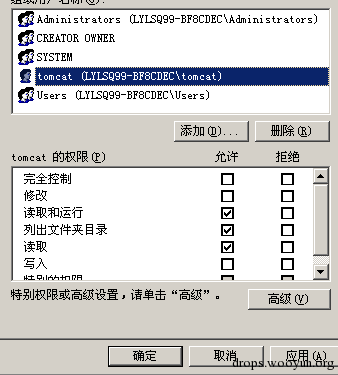 组或用户名称(G):
Administrators (LYLSQ99-BF8CDEC\Administrators)
CREATOR OWNER
SYSTEM
tomcat (LYLSQ99-BF8CDEC\tomcat)
Users (LYLSQ99-BF8CDEC\Users)
添加(D)... 删除(R)
tomcat 的权限(P) 允许 拒绝
完全控制
修改
读取和运行
列出文件夹目录
读取
写入
特别的权限
特别权限或高级设置,请单击“高级”。
高级(V)
确定 取消 应用(A)
drops.wooyun.org